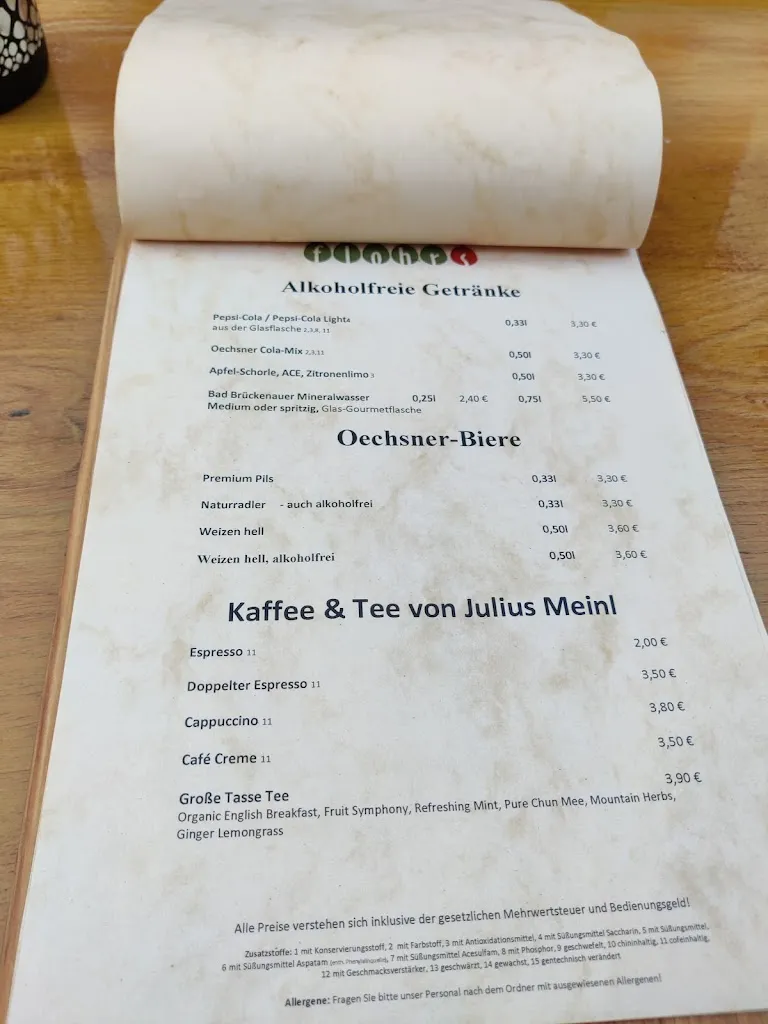 flohrs
Alkoholfreie Getränke
Pepsi-Cola / Pepsi-Cola Light 0,33l 3,30 €
aus der Glasflasche 2,3,8, 11
Oechsner Cola-Mix 2,3,11 0,50l 3,30 €
Apfel-Schorle, ACE, Zitronenlimo 3 0,50l 3,30 €
Bad Brückenauer Mineralwasser 0,25l 2,40 € 0,75l 5,50 €
Medium oder spritzig, Glas-Gourmetflasche
Oechsner-Biere
Premium Pils 0,33l 3,30 €
Naturradler - auch alkoholfrei 0,33l 3,30 €
Weizen hell 0,50l 3,60 €
Weizen hell, alkoholfrei 0,50l 3,60 €
Kaffee & Tee von Julius Meinl
Espresso 11 2,00 €
Doppelter Espresso 11 3,50 €
Cappuccino 11 3,80 €
Café Creme 11 3,50 €
Große Tasse Tee 3,90 €
Organic English Breakfast, Fruit Symphony, Refreshing Mint, Pure Chun Mee, Mountain Herbs,
Ginger Lemongrass
Alle Preise verstehen sich inklusive der gesetzlichen Mehrwertsteuer und Bedienungsgeld!
Zusatzstoffe: 1 mit Konservierungsstoff, 2 mit Farbstoff, 3 mit Antioxidationsmittel, 4 mit Süßungsmittel Saccharin, 5 mit Süßungsmittel,
6 mit Süßungsmittel Aspatam 7 mit Süßungsmittel Acesulfam, 8 mit Phosphor, 9 geschwefelt, 10 chininhaltig, 11 cofeinhaltig,
12 mit Geschmacksverstärker, 13 geschwärzt, 14 gewachst, 15 gentechnisch verändert
Allergene: Fragen Sie bitte unser Personal nach dem Ordner mit ausgewiesenen Allergenen!